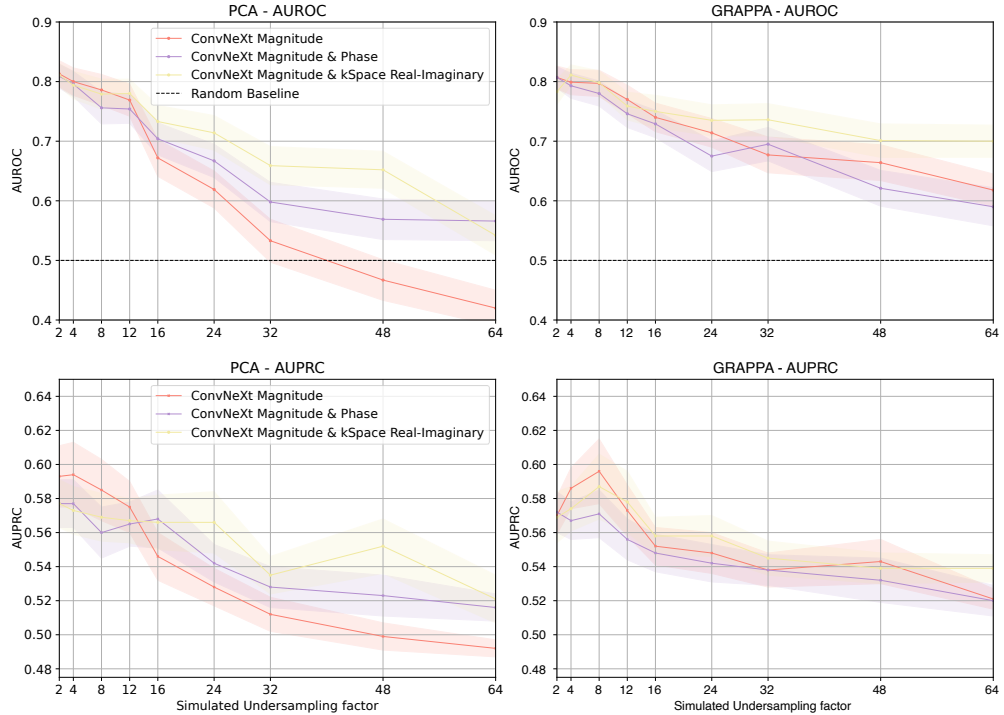 PCA - AUROC
0.9
0.8
0.7
0.6
0.5
0.4
AUROC
ConvNeXt Magnitude
ConvNeXt Magnitude & Phase
ConvNeXt Magnitude & kSpace Real-Imaginary
Random Baseline
2 4 8 12 16 24 32 48 64
GRAPPA - AUROC
0.9
0.8
0.7
0.6
0.5
0.4
AUROC
2 4 8 12 16 24 32 48 64
PCA - AUPRC
0.64
0.62
0.60
0.58
0.56
0.54
0.52
0.50
0.48
AUPRC
ConvNeXt Magnitude
ConvNeXt Magnitude & Phase
ConvNeXt Magnitude & kSpace Real-Imaginary
2 4 8 12 16 24 32 48 64
Simulated Undersampling factor
GRAPPA - AUPRC
0.64
0.62
0.60
0.58
0.56
0.54
0.52
0.50
0.48
AUPRC
2 4 8 12 16 24 32 48 64
Simulated Undersampling factor